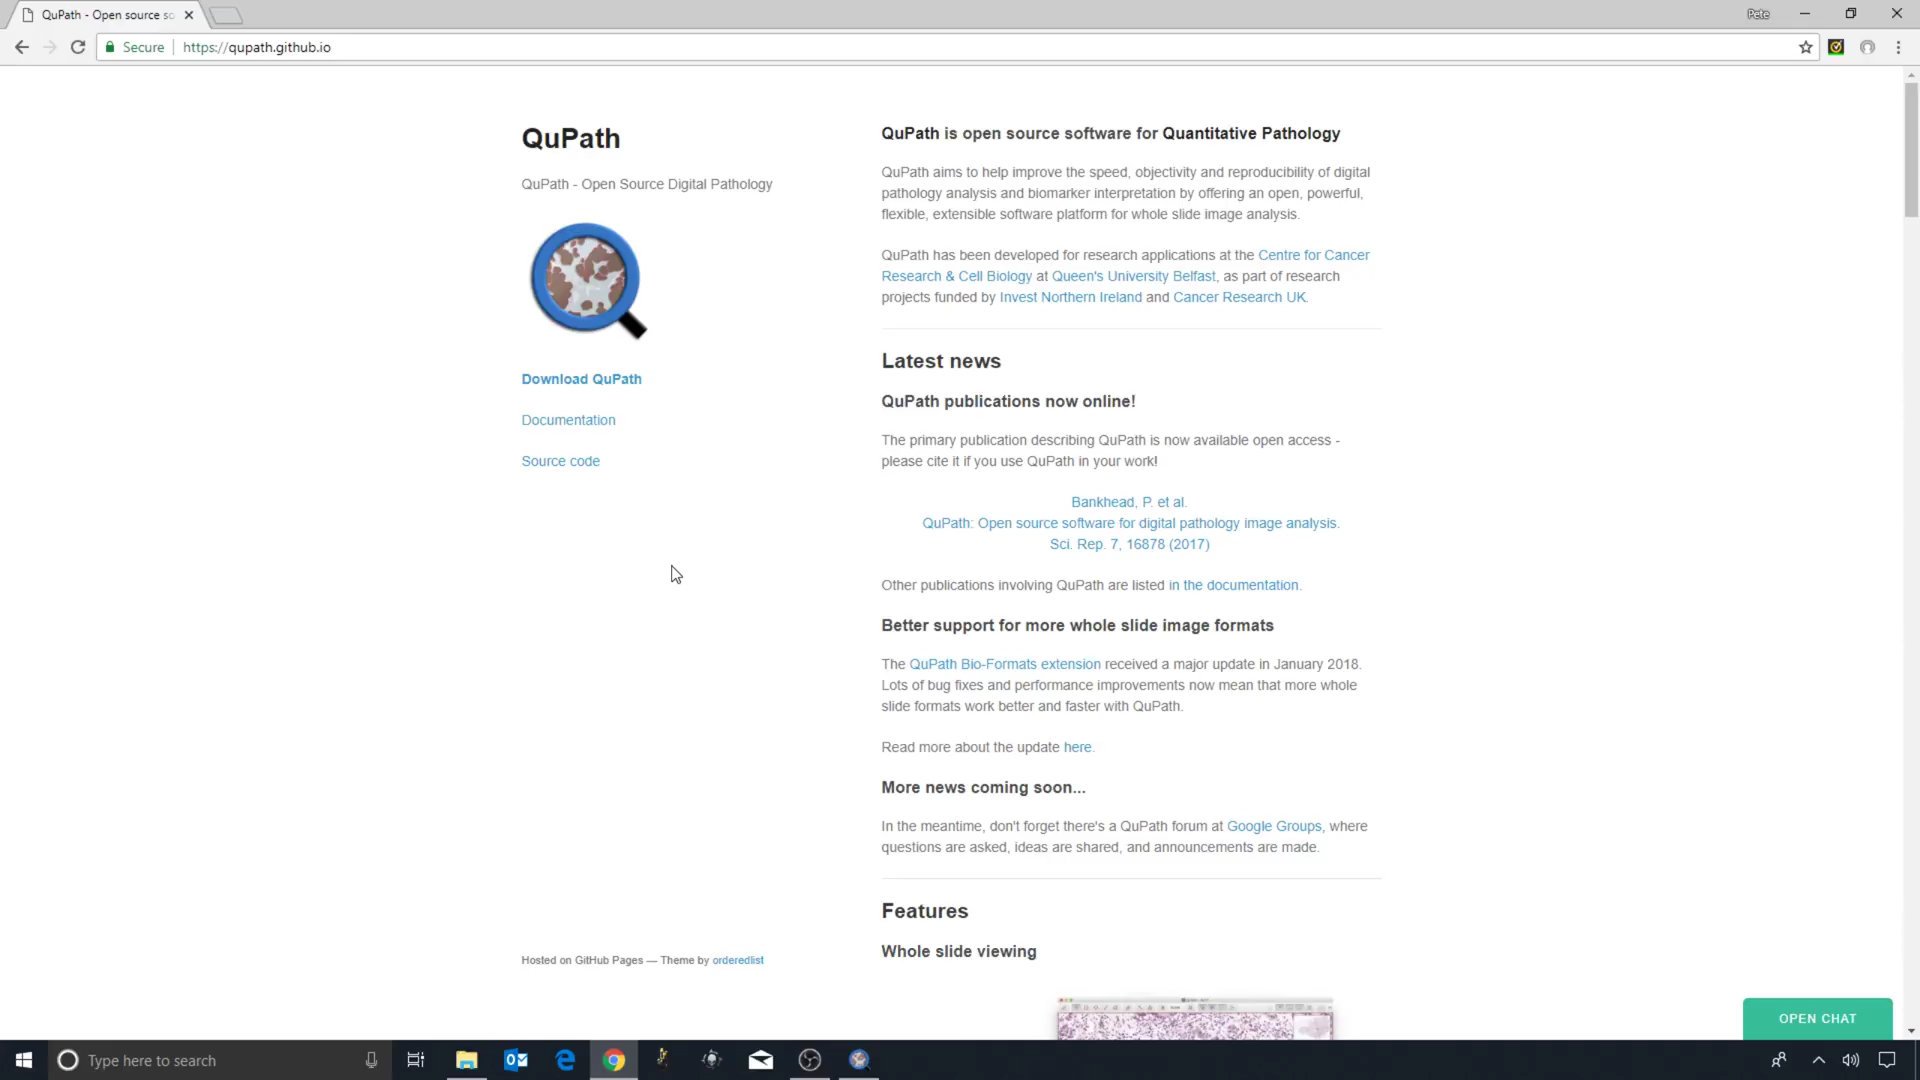 QuPath - Open source so
Pete
Secure
https://qupath.github.io
QuPath
QuPath - Open Source Digital Pathology
Download QuPath
Documentation
Source code
Hosted on GitHub Pages — Theme by orderedlist
QuPath is open source software for Quantitative Pathology
QuPath aims to help improve the speed, objectivity and reproducibility of digital
pathology analysis and biomarker interpretation by offering an open, powerful,
flexible, extensible software platform for whole slide image analysis.
QuPath has been developed for research applications at the Centre for Cancer
Research & Cell Biology at Queen's University Belfast, as part of research
projects funded by Invest Northern Ireland and Cancer Research UK.
Latest news
QuPath publications now online!
The primary publication describing QuPath is now available open access -
please cite it if you use QuPath in your work!
Bankhead, P. et al.
QuPath: Open source software for digital pathology image analysis.
Sci. Rep. 7, 16878 (2017)
Other publications involving QuPath are listed in the documentation.
Better support for more whole slide image formats
The QuPath Bio-Formats extension received a major update in January 2018.
Lots of bug fixes and performance improvements now mean that more whole
slide formats work better and faster with QuPath.
Read more about the update here.
More news coming soon...
In the meantime, don't forget there's a QuPath forum at Google Groups, where
questions are asked, ideas are shared, and announcements are made.
Features
Whole slide viewing
OPEN CHAT
Type here to search